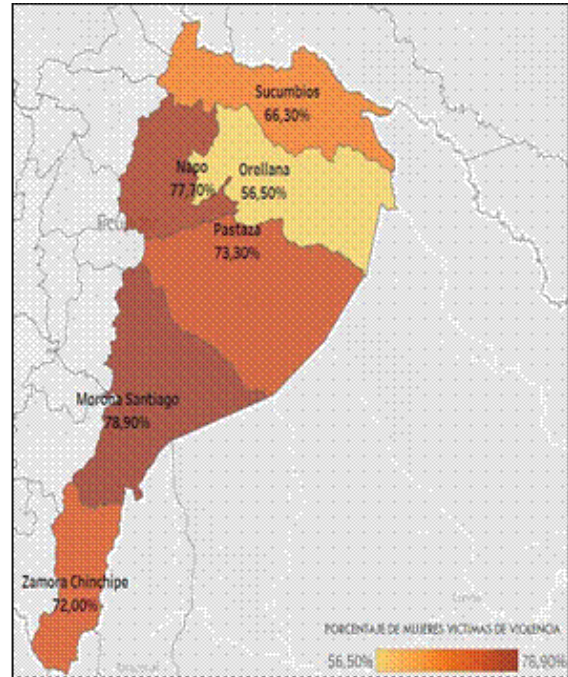 Sucumbios
66,30%
Napo
77,70%
Orellana
56,50%
Pastaza
73,30%
Morona Santiago
78,90%
Zamora Chinchipe
72,00%
PORCENTAJE DE MUJERES VICTIMAS DE VIOLENCIA
56,50%
78,90%